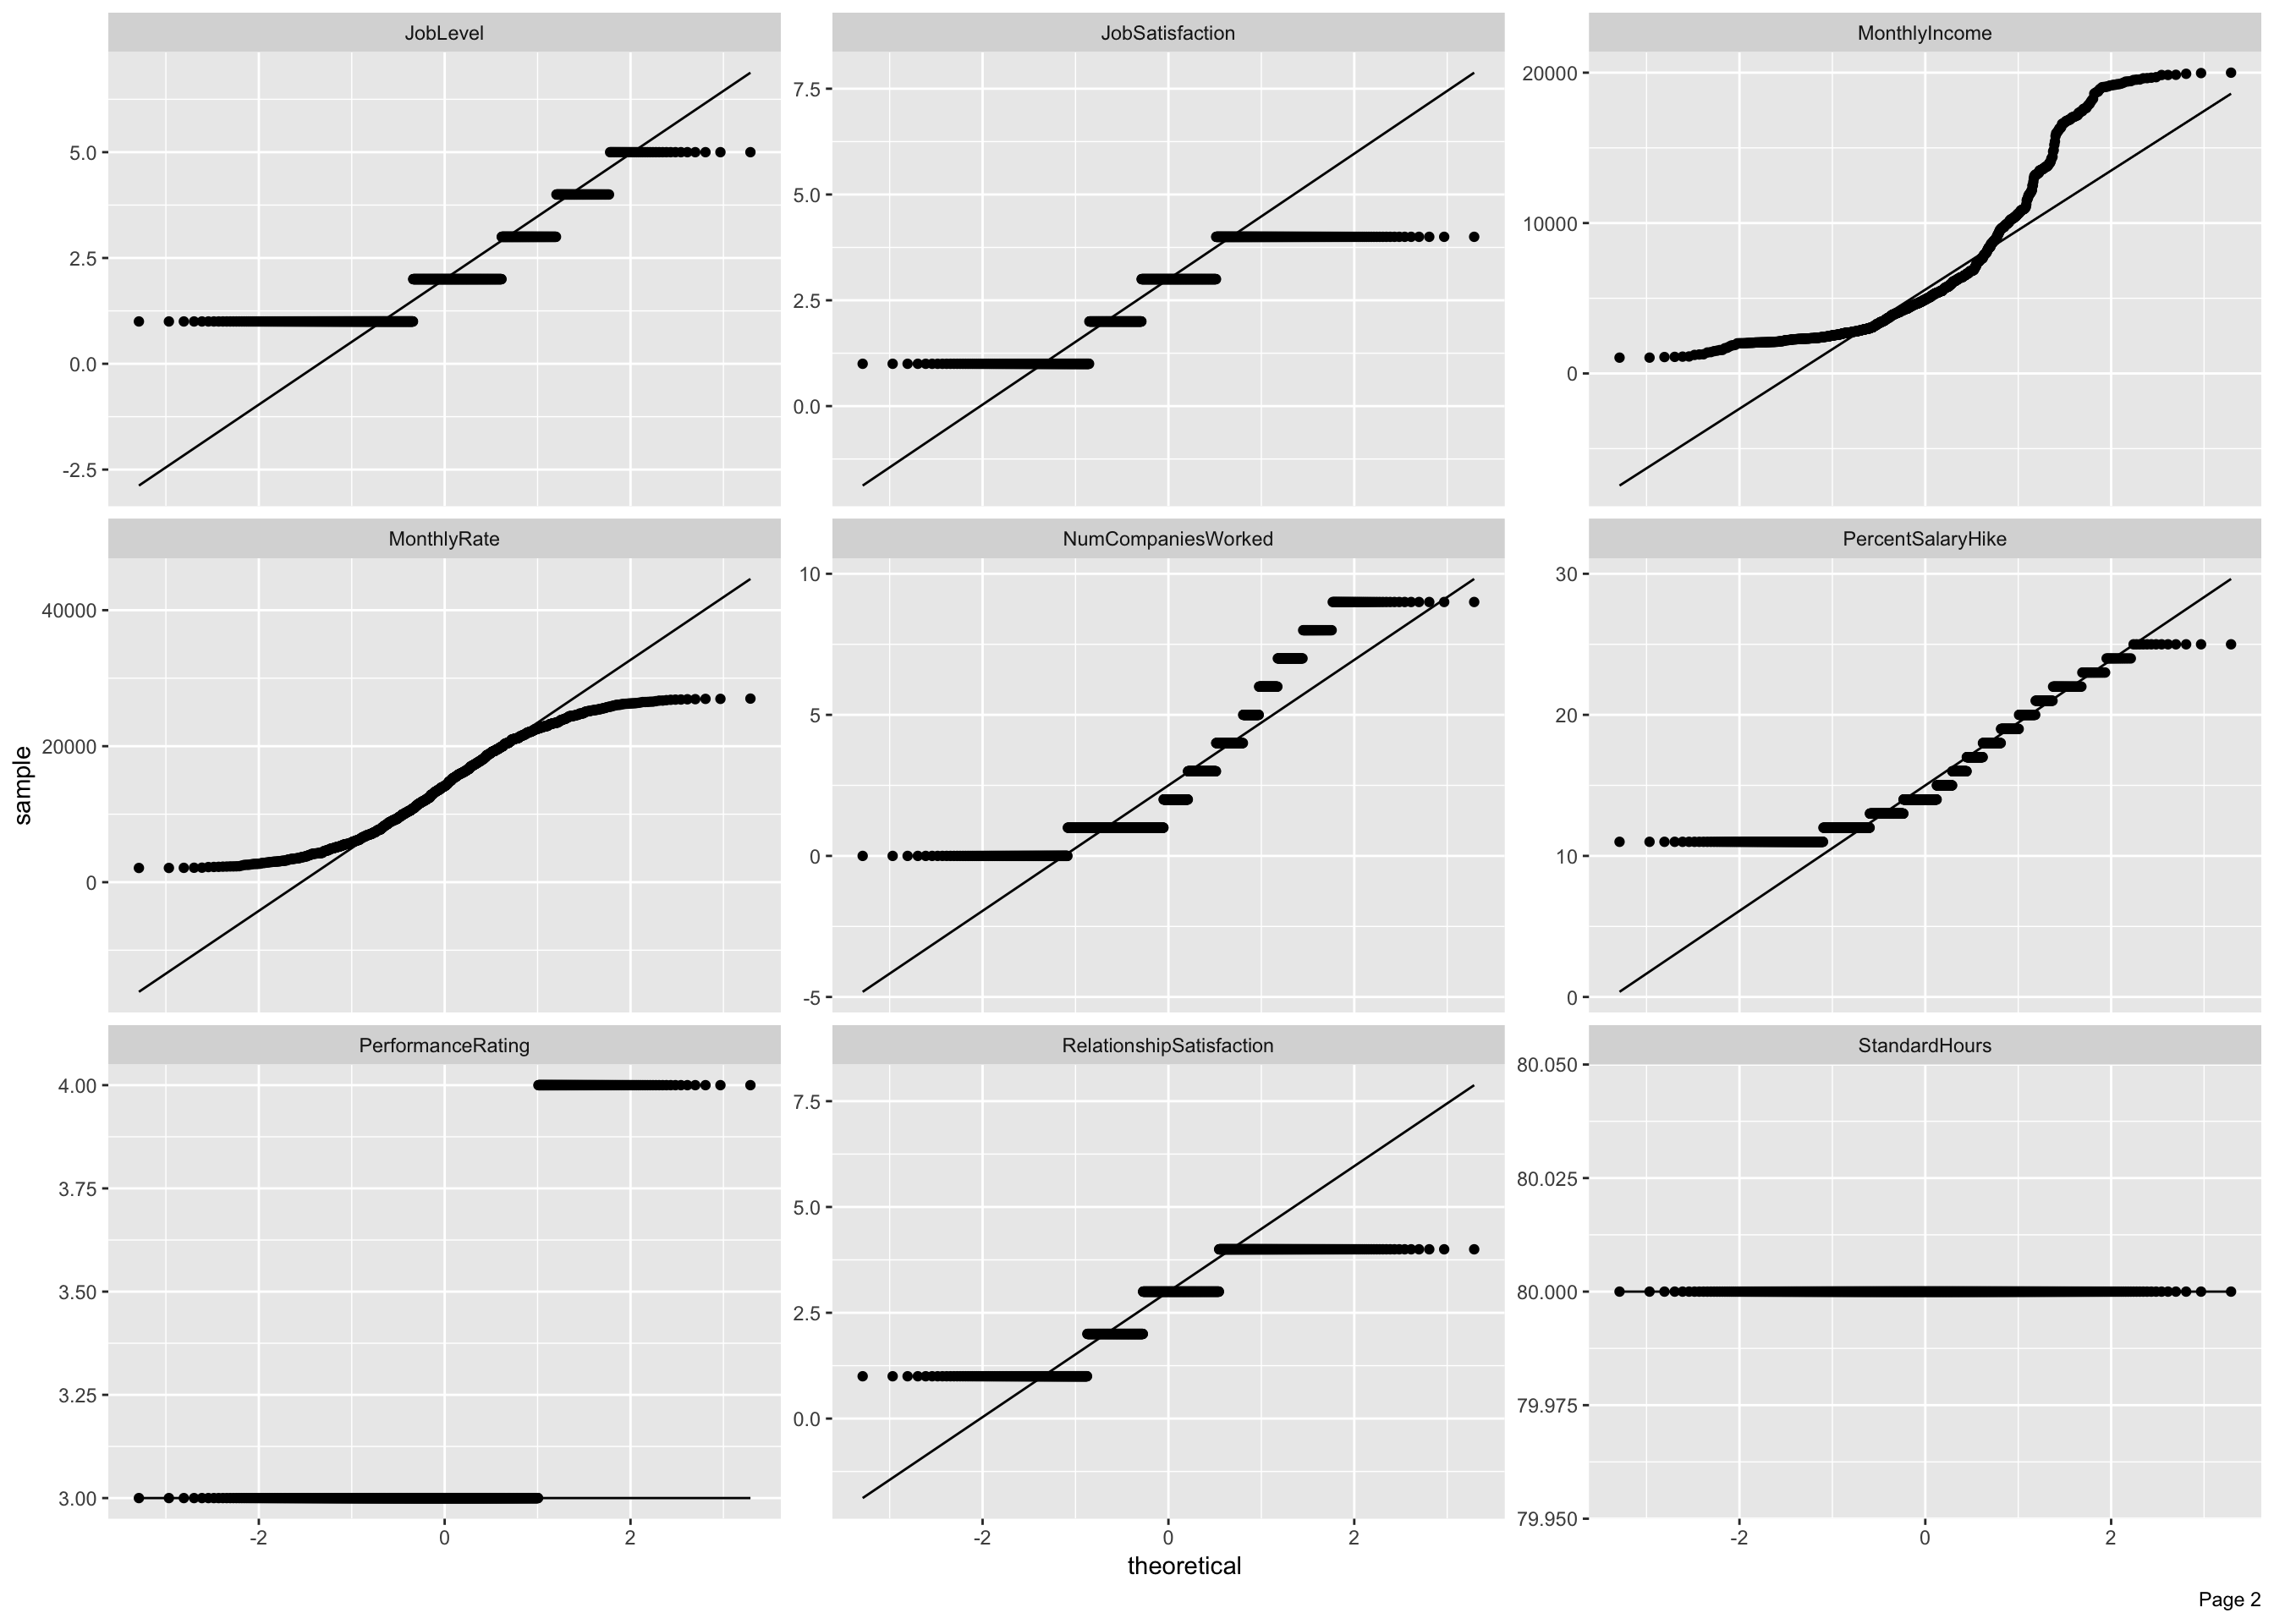 JobLevel
JobSatisfaction
MonthlyIncome
5.0
2.5
0.0
-2.5
7.5
5.0
2.5
0.0
20000
10000
0
MonthlyRate
NumCompaniesWorked
PercentSalaryHike
40000
20000
0
10
5
0
-5
30
20
10
0
sample
PerformanceRating
RelationshipSatisfaction
StandardHours
4.00
3.75
3.50
3.25
3.00
7.5
5.0
2.5
0.0
80.050
80.025
80.000
79.975
79.950
-2 0 2
-2 0 2
-2 0 2
theoretical
Page 2